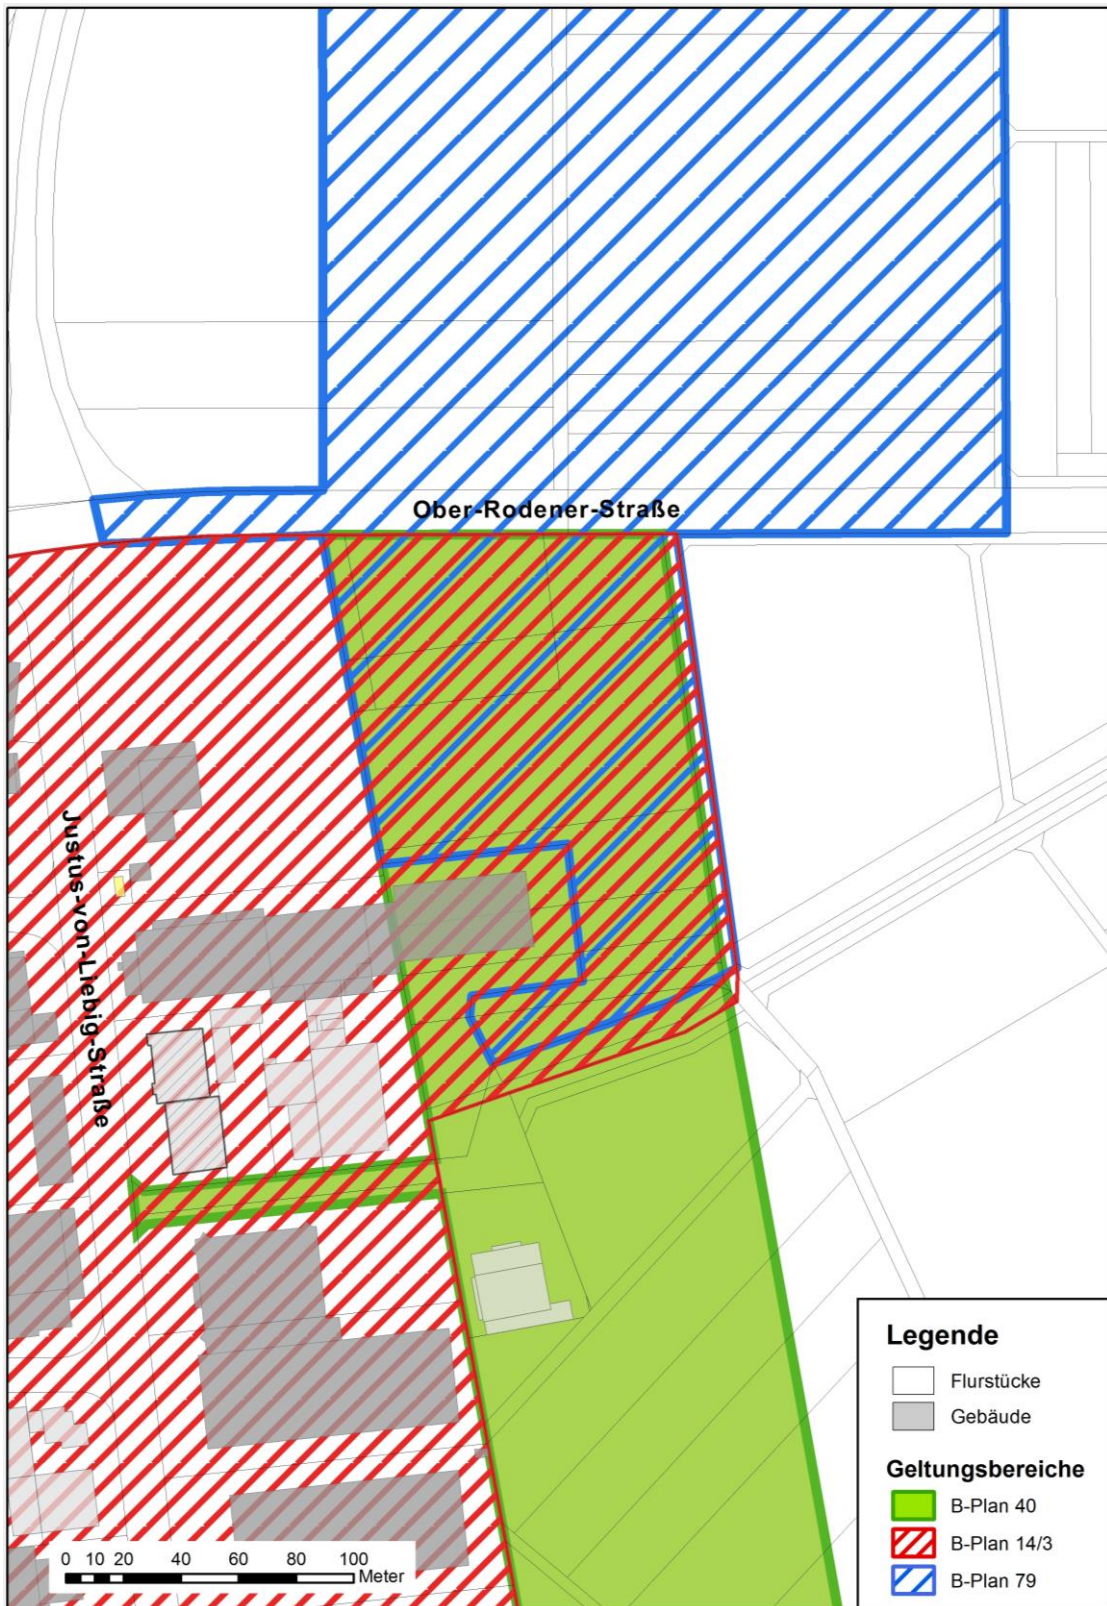 Ober-Rodener-Straße
Justus-von-Liebig-Straße
Legende
Flurstücke
Gebäude
Geltungsbereiche
B-Plan 40
B-Plan 14/3
B-Plan 79
0 10 20 40 60 80 100
Meter